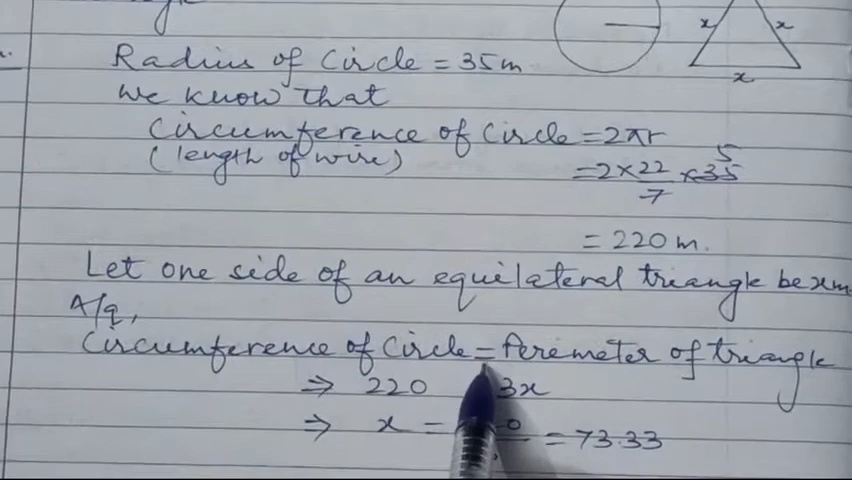 x x
x
Radius of Circle = 35m
We know that
Circumference of Circle = 2πr
(length of wire)
= 2 × 22/7 × 35 5
= 220 m.
Let one side of an equilateral triangle be xm
A/q,
Circumference of Circle = Perimeter of triangle
⇒ 220 3x
⇒ x = 0 = 73.33